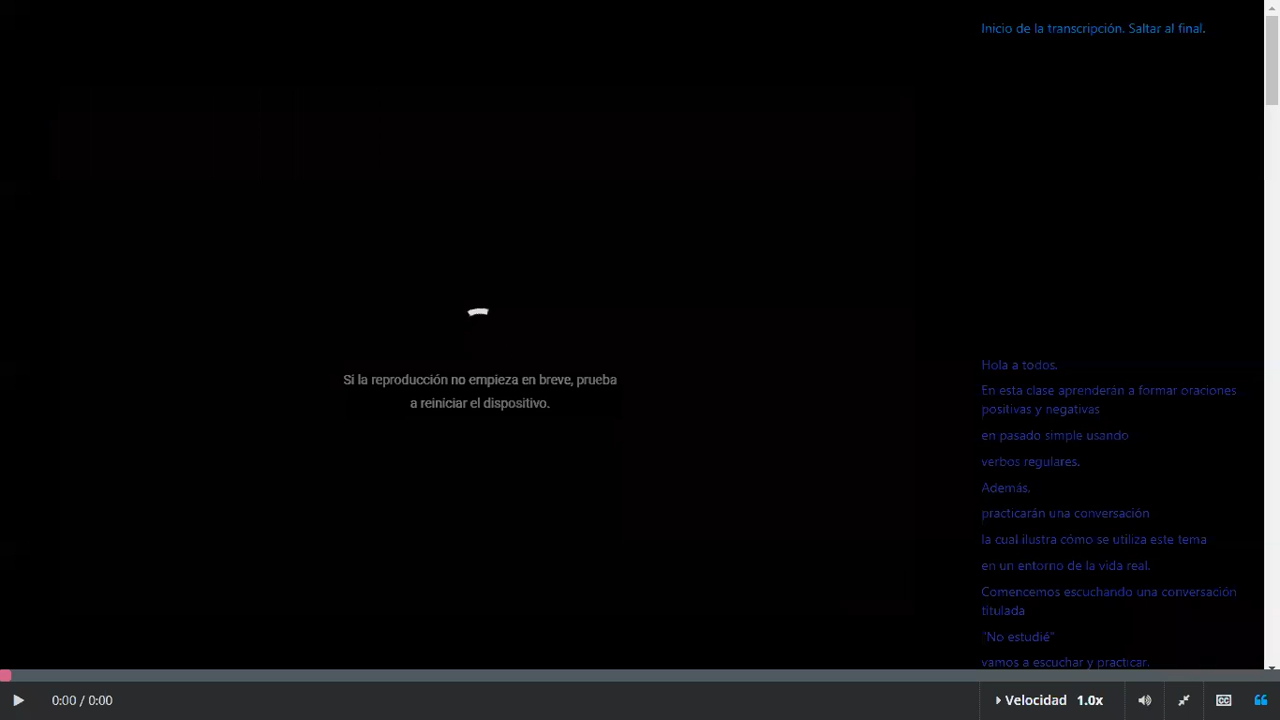 Inicio de la transcripción. Saltar al final.
Si la reproducción no empieza en breve, prueba
a reiniciar el dispositivo.
Hola a todos.
En esta clase aprenderán a formar oraciones
positivas y negativas
en pasado simple usando
verbos regulares.
Además,
practicarán una conversación
la cual ilustra cómo se utiliza este tema
en un entorno de la vida real.
Comencemos escuchando una conversación
titulada
"No estudié"
vamos a escuchar y practicar.
0:00 / 0:00
Velocidad 1.0x
CC